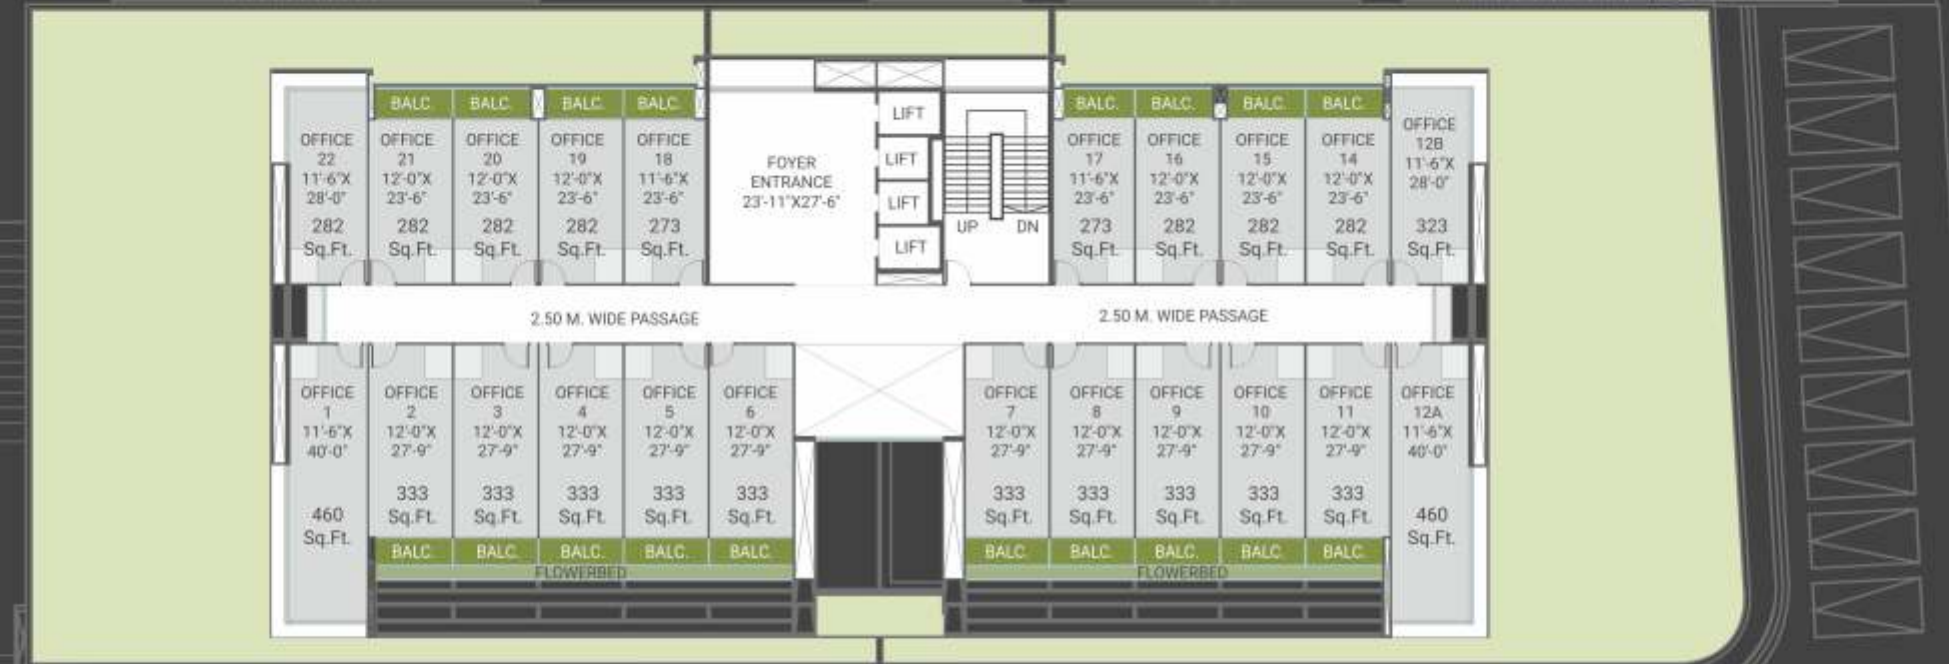 BALC.
BALC.
BALC.
BALC.
OFFICE
22
11'-6"X
28'-0"
282
Sq.Ft.
OFFICE
21
12'-0"X
23'-6"
282
Sq.Ft.
OFFICE
20
12'-0"X
23'-6"
282
Sq.Ft.
OFFICE
19
12'-0"X
23'-6"
282
Sq.Ft.
OFFICE
18
11'-6"X
23'-6"
273
Sq.Ft.
FOYER
ENTRANCE
23'-11"X27'-6"
LIFT
LIFT
LIFT
LIFT
UP
DN
BALC.
BALC.
BALC.
BALC.
OFFICE
17
11'-6"X
23'-6"
273
Sq.Ft.
OFFICE
16
12'-0"X
23'-6"
282
Sq.Ft.
OFFICE
15
12'-0"X
23'-6"
282
Sq.Ft.
OFFICE
14
12'-0"X
23'-6"
282
Sq.Ft.
OFFICE
12B
11'-6"X
28'-0"
323
Sq.Ft.
2.50 M. WIDE PASSAGE
2.50 M. WIDE PASSAGE
OFFICE
1
11'-6"X
40'-0"
460
Sq.Ft.
OFFICE
2
12'-0"X
27'-9"
333
Sq.Ft.
OFFICE
3
12'-0"X
27'-9"
333
Sq.Ft.
OFFICE
4
12'-0"X
27'-9"
333
Sq.Ft.
OFFICE
5
12'-0"X
27'-9"
333
Sq.Ft.
OFFICE
6
12'-0"X
27'-9"
333
Sq.Ft.
BALC.
BALC.
BALC.
BALC.
BALC.
FLOWERBED
OFFICE
7
12'-0"X
27'-9"
333
Sq.Ft.
OFFICE
8
12'-0"X
27'-9"
333
Sq.Ft.
OFFICE
9
12'-0"X
27'-9"
333
Sq.Ft.
OFFICE
10
12'-0"X
27'-9"
333
Sq.Ft.
OFFICE
11
12'-0"X
27'-9"
333
Sq.Ft.
OFFICE
12A
11'-6"X
40'-0"
460
Sq.Ft.
BALC.
BALC.
BALC.
BALC.
BALC.
FLOWERBED